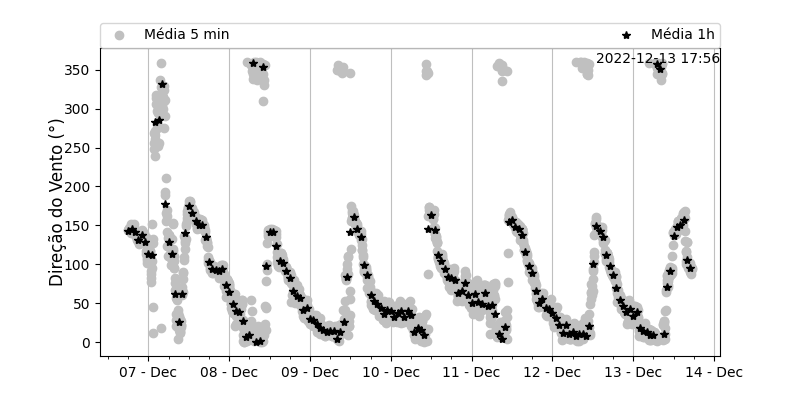 Média 5 min
Média 1h
2022-12-13 17:56
Direção do Vento (°)
350
300
250
200
150
100
50
0
07 - Dec
08 - Dec
09 - Dec
10 - Dec
11 - Dec
12 - Dec
13 - Dec
14 - Dec